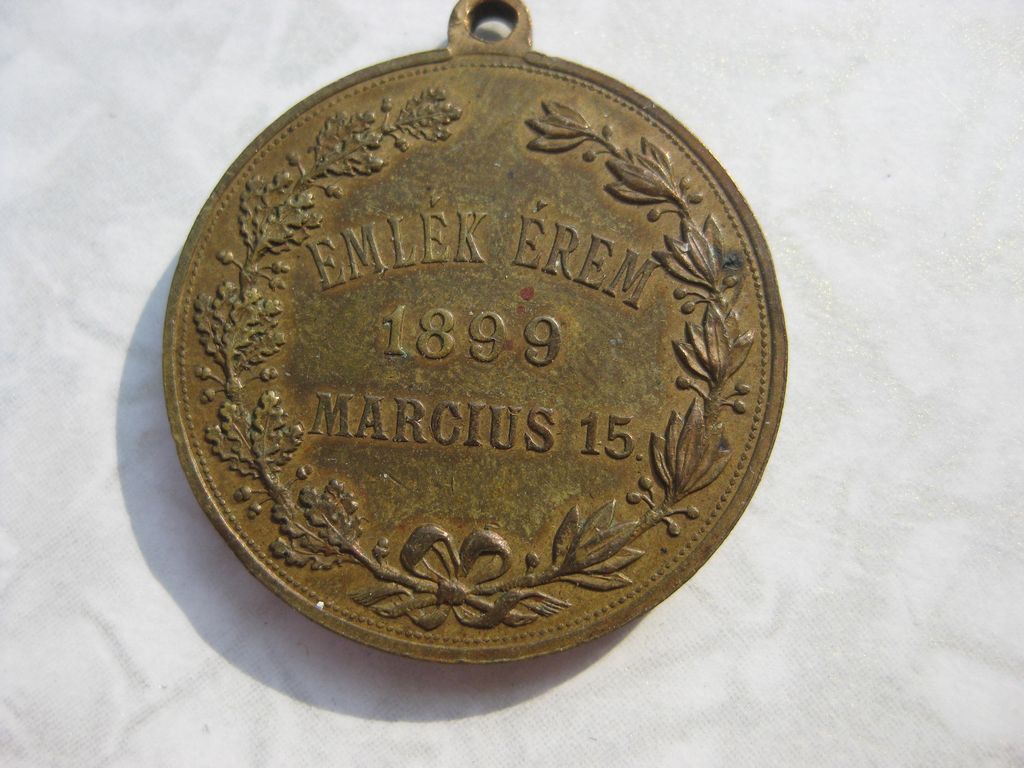 EMLÉK ÉREM
1899
MARCIUS 15.